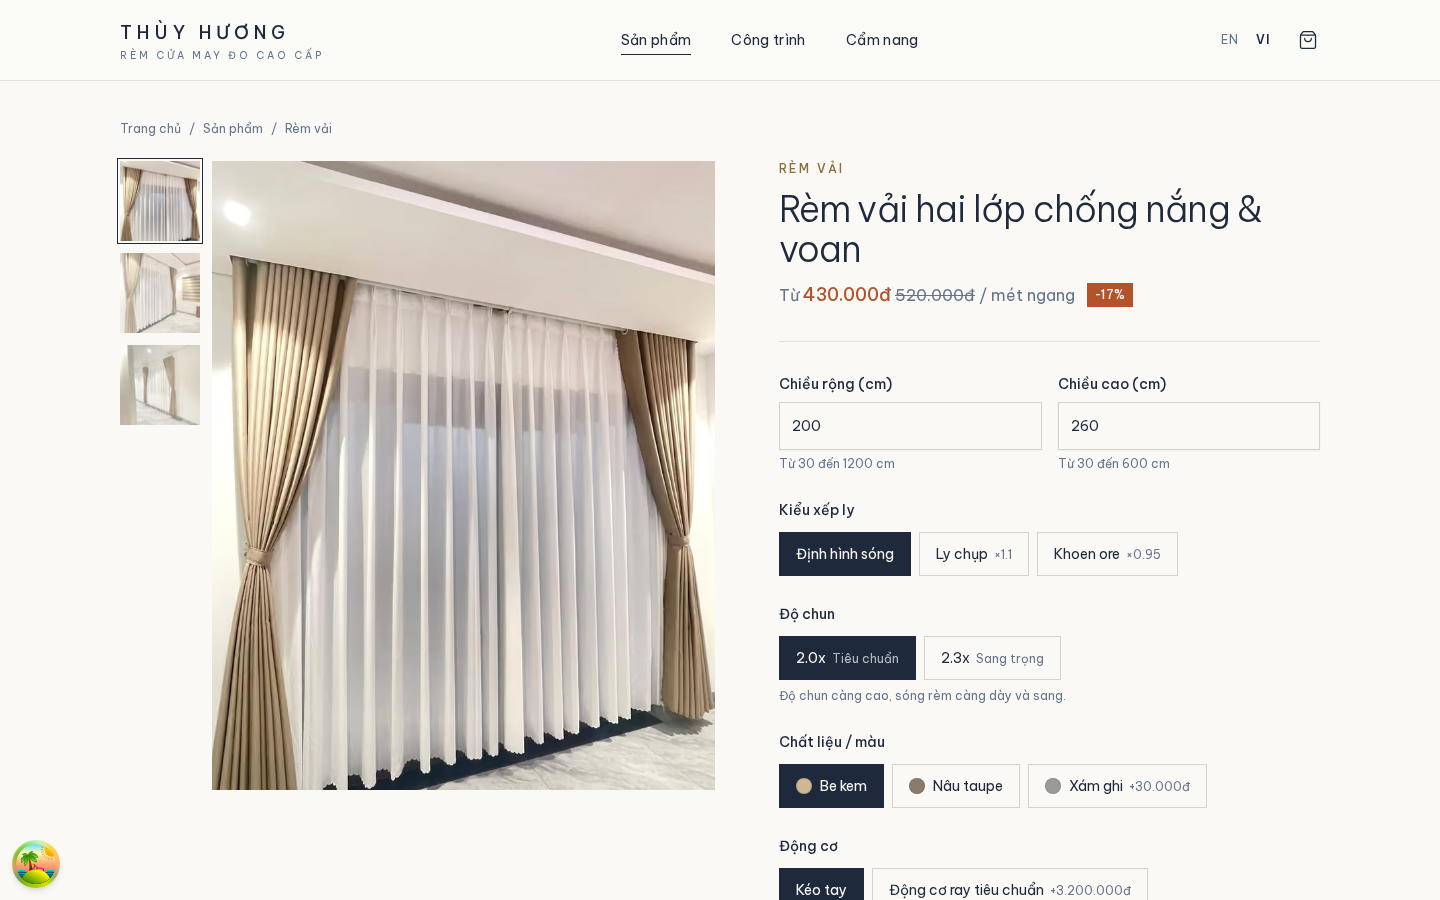 THÙY HƯƠNG
RÈM CỬA MAY ĐO CAO CẤP
Sản phẩm
Công trình
Cẩm nang
EN
VI
Trang chủ / Sản phẩm / Rèm vải
RÈM VẢI
Rèm vải hai lớp chống nắng &
voan
Từ 430.000đ 520.000đ / mét ngang -17%
Chiều rộng (cm)
200
Từ 30 đến 1200 cm
Chiều cao (cm)
260
Từ 30 đến 600 cm
Kiểu xếp ly
Định hình sóng
Ly chụp ×1.1
Khoen ore ×0.95
Độ chun
2.0x Tiêu chuẩn
2.3x Sang trọng
Độ chun càng cao, sóng rèm càng dày và sang.
Chất liệu / màu
Be kem
Nâu taupe
Xám ghi +30.000đ
Động cơ
Kéo tay
Động cơ ray tiêu chuẩn +3.200.000đ